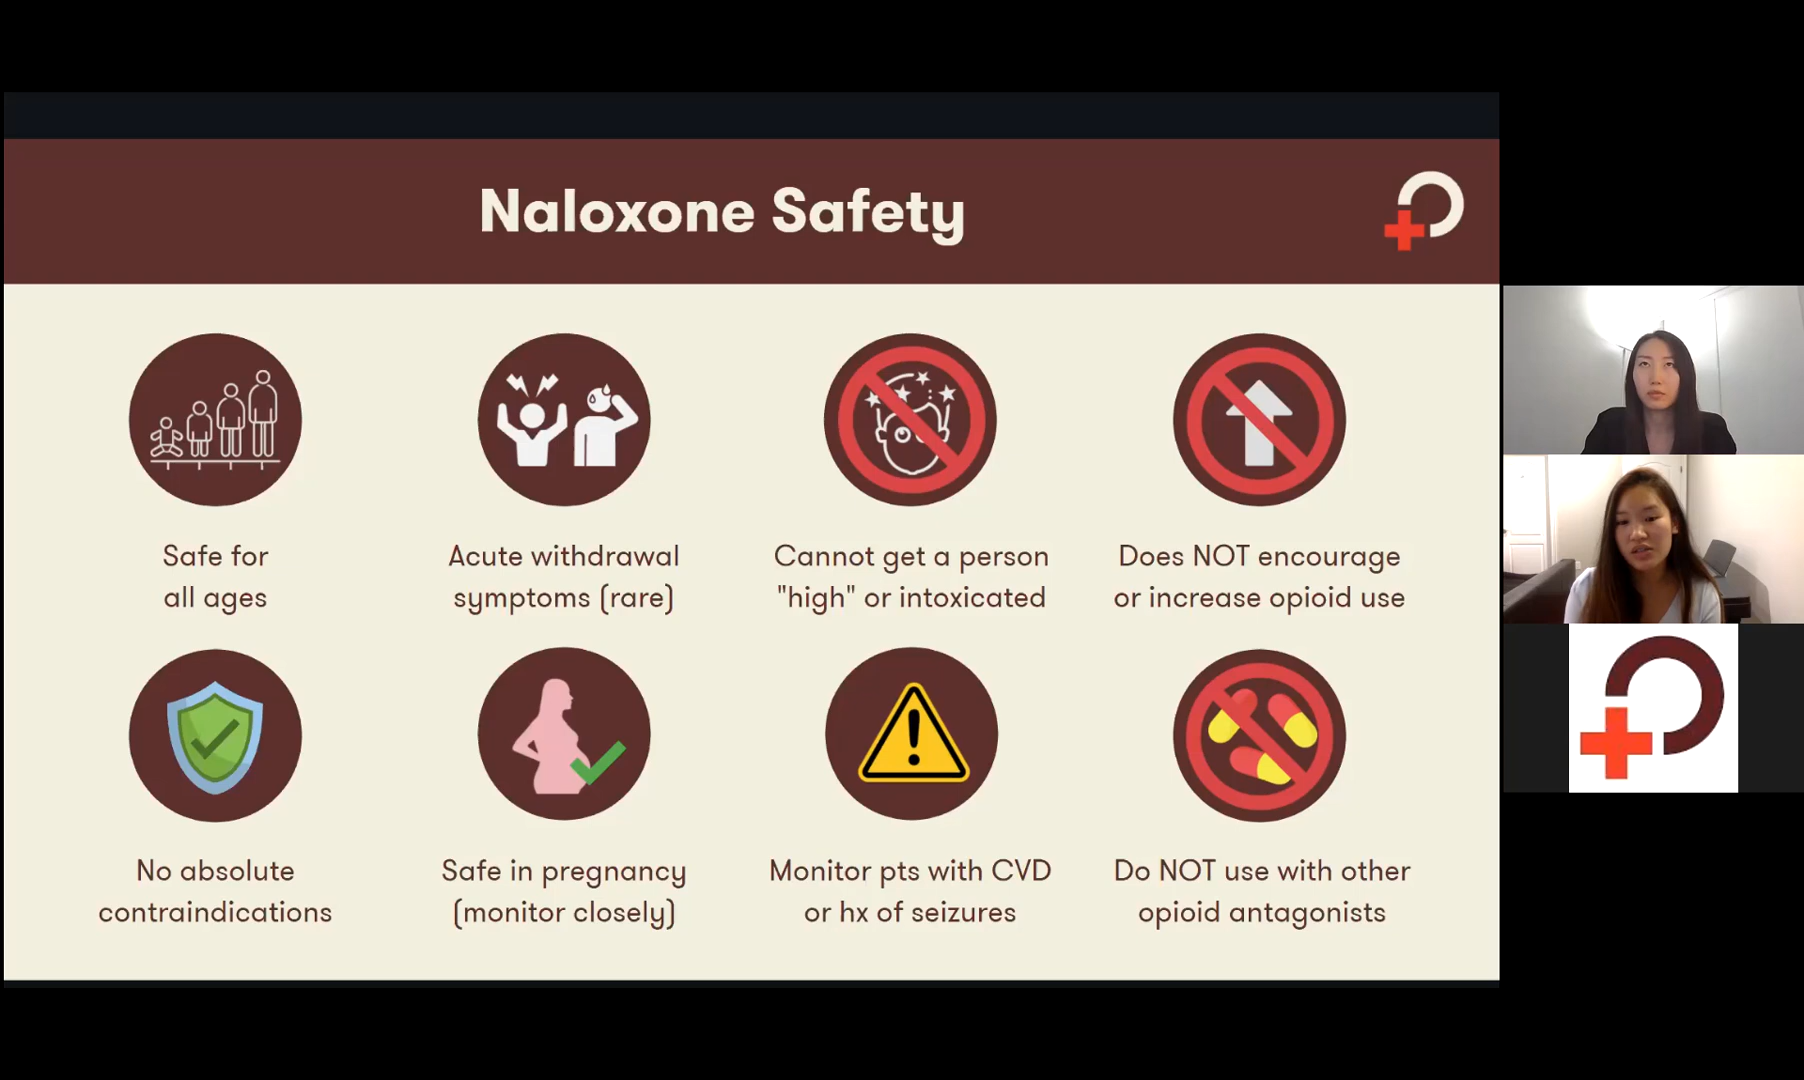 Naloxone Safety
Safe for
all ages
Acute withdrawal
symptoms (rare)
Cannot get a person
"high" or intoxicated
Does NOT encourage
or increase opioid use
No absolute
contraindications
Safe in pregnancy
(monitor closely)
Monitor pts with CVD
or hx of seizures
Do NOT use with other
opioid antagonists